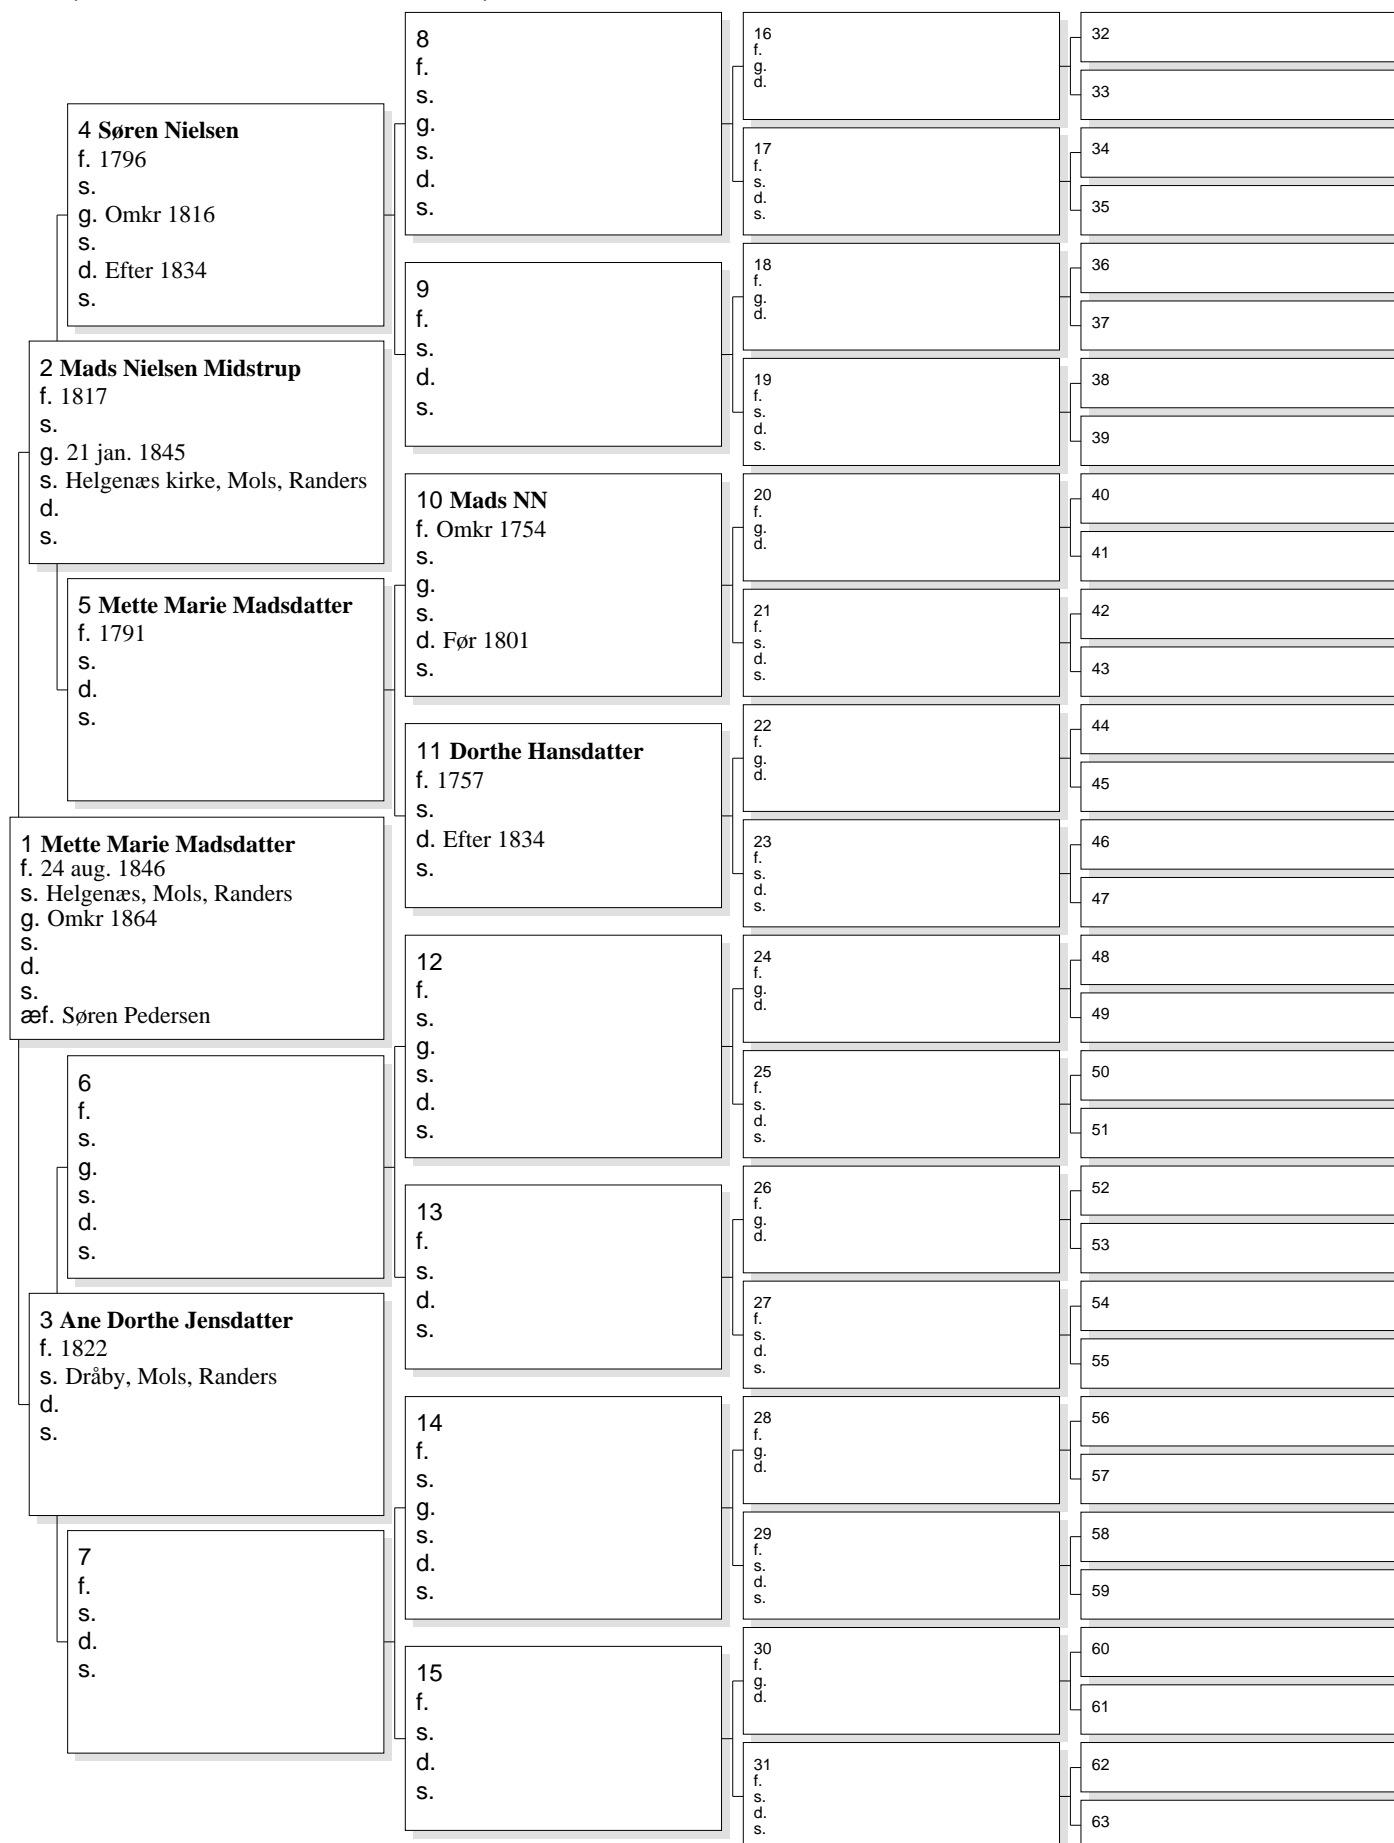 4 Søren Nielsen
f. 1796
s.
g. Omkr 1816
s.
d. Efter 1834
s.
2 Mads Nielsen Midstrup
f. 1817
s.
g. 21 jan. 1845
s. Helgenæs kirke, Mols, Randers
d.
s.
5 Mette Marie Madsdatter
f. 1791
s.
d.
s.
1 Mette Marie Madsdatter
f. 24 aug. 1846
s. Helgenæs, Mols, Randers
g. Omkr 1864
s.
d.
s.
æf. Søren Pedersen
6
f.
s.
g.
s.
d.
s.
3 Ane Dorthe Jensdatter
f. 1822
s. Dråby, Mols, Randers
d.
s.
7
f.
s.
d.
s.
8
f.
s.
g.
s.
d.
s.
9
f.
s.
d.
s.
10 Mads NN
f. Omkr 1754
s.
g.
s.
d. Før 1801
s.
11 Dorthe Hansdatter
f. 1757
s.
d. Efter 1834
s.
12
f.
s.
g.
s.
d.
s.
13
f.
s.
d.
s.
14
f.
s.
g.
s.
d.
s.
15
f.
s.
d.
s.
16
f.
g.
d.
17
f.
s.
d.
s.
18
f.
g.
d.
19
f.
s.
d.
s.
20
f.
g.
d.
21
f.
s.
d.
s.
22
f.
g.
d.
23
f.
s.
d.
s.
24
f.
g.
d.
25
f.
s.
d.
s.
26
f.
g.
d.
27
f.
s.
d.
s.
28
f.
g.
d.
29
f.
s.
d.
s.
30
f.
g.
d.
31
f.
s.
d.
s.
32
33
34
35
36
37
38
39
40
41
42
43
44
45
46
47
48
49
50
51
52
53
54
55
56
57
58
59
60
61
62
63